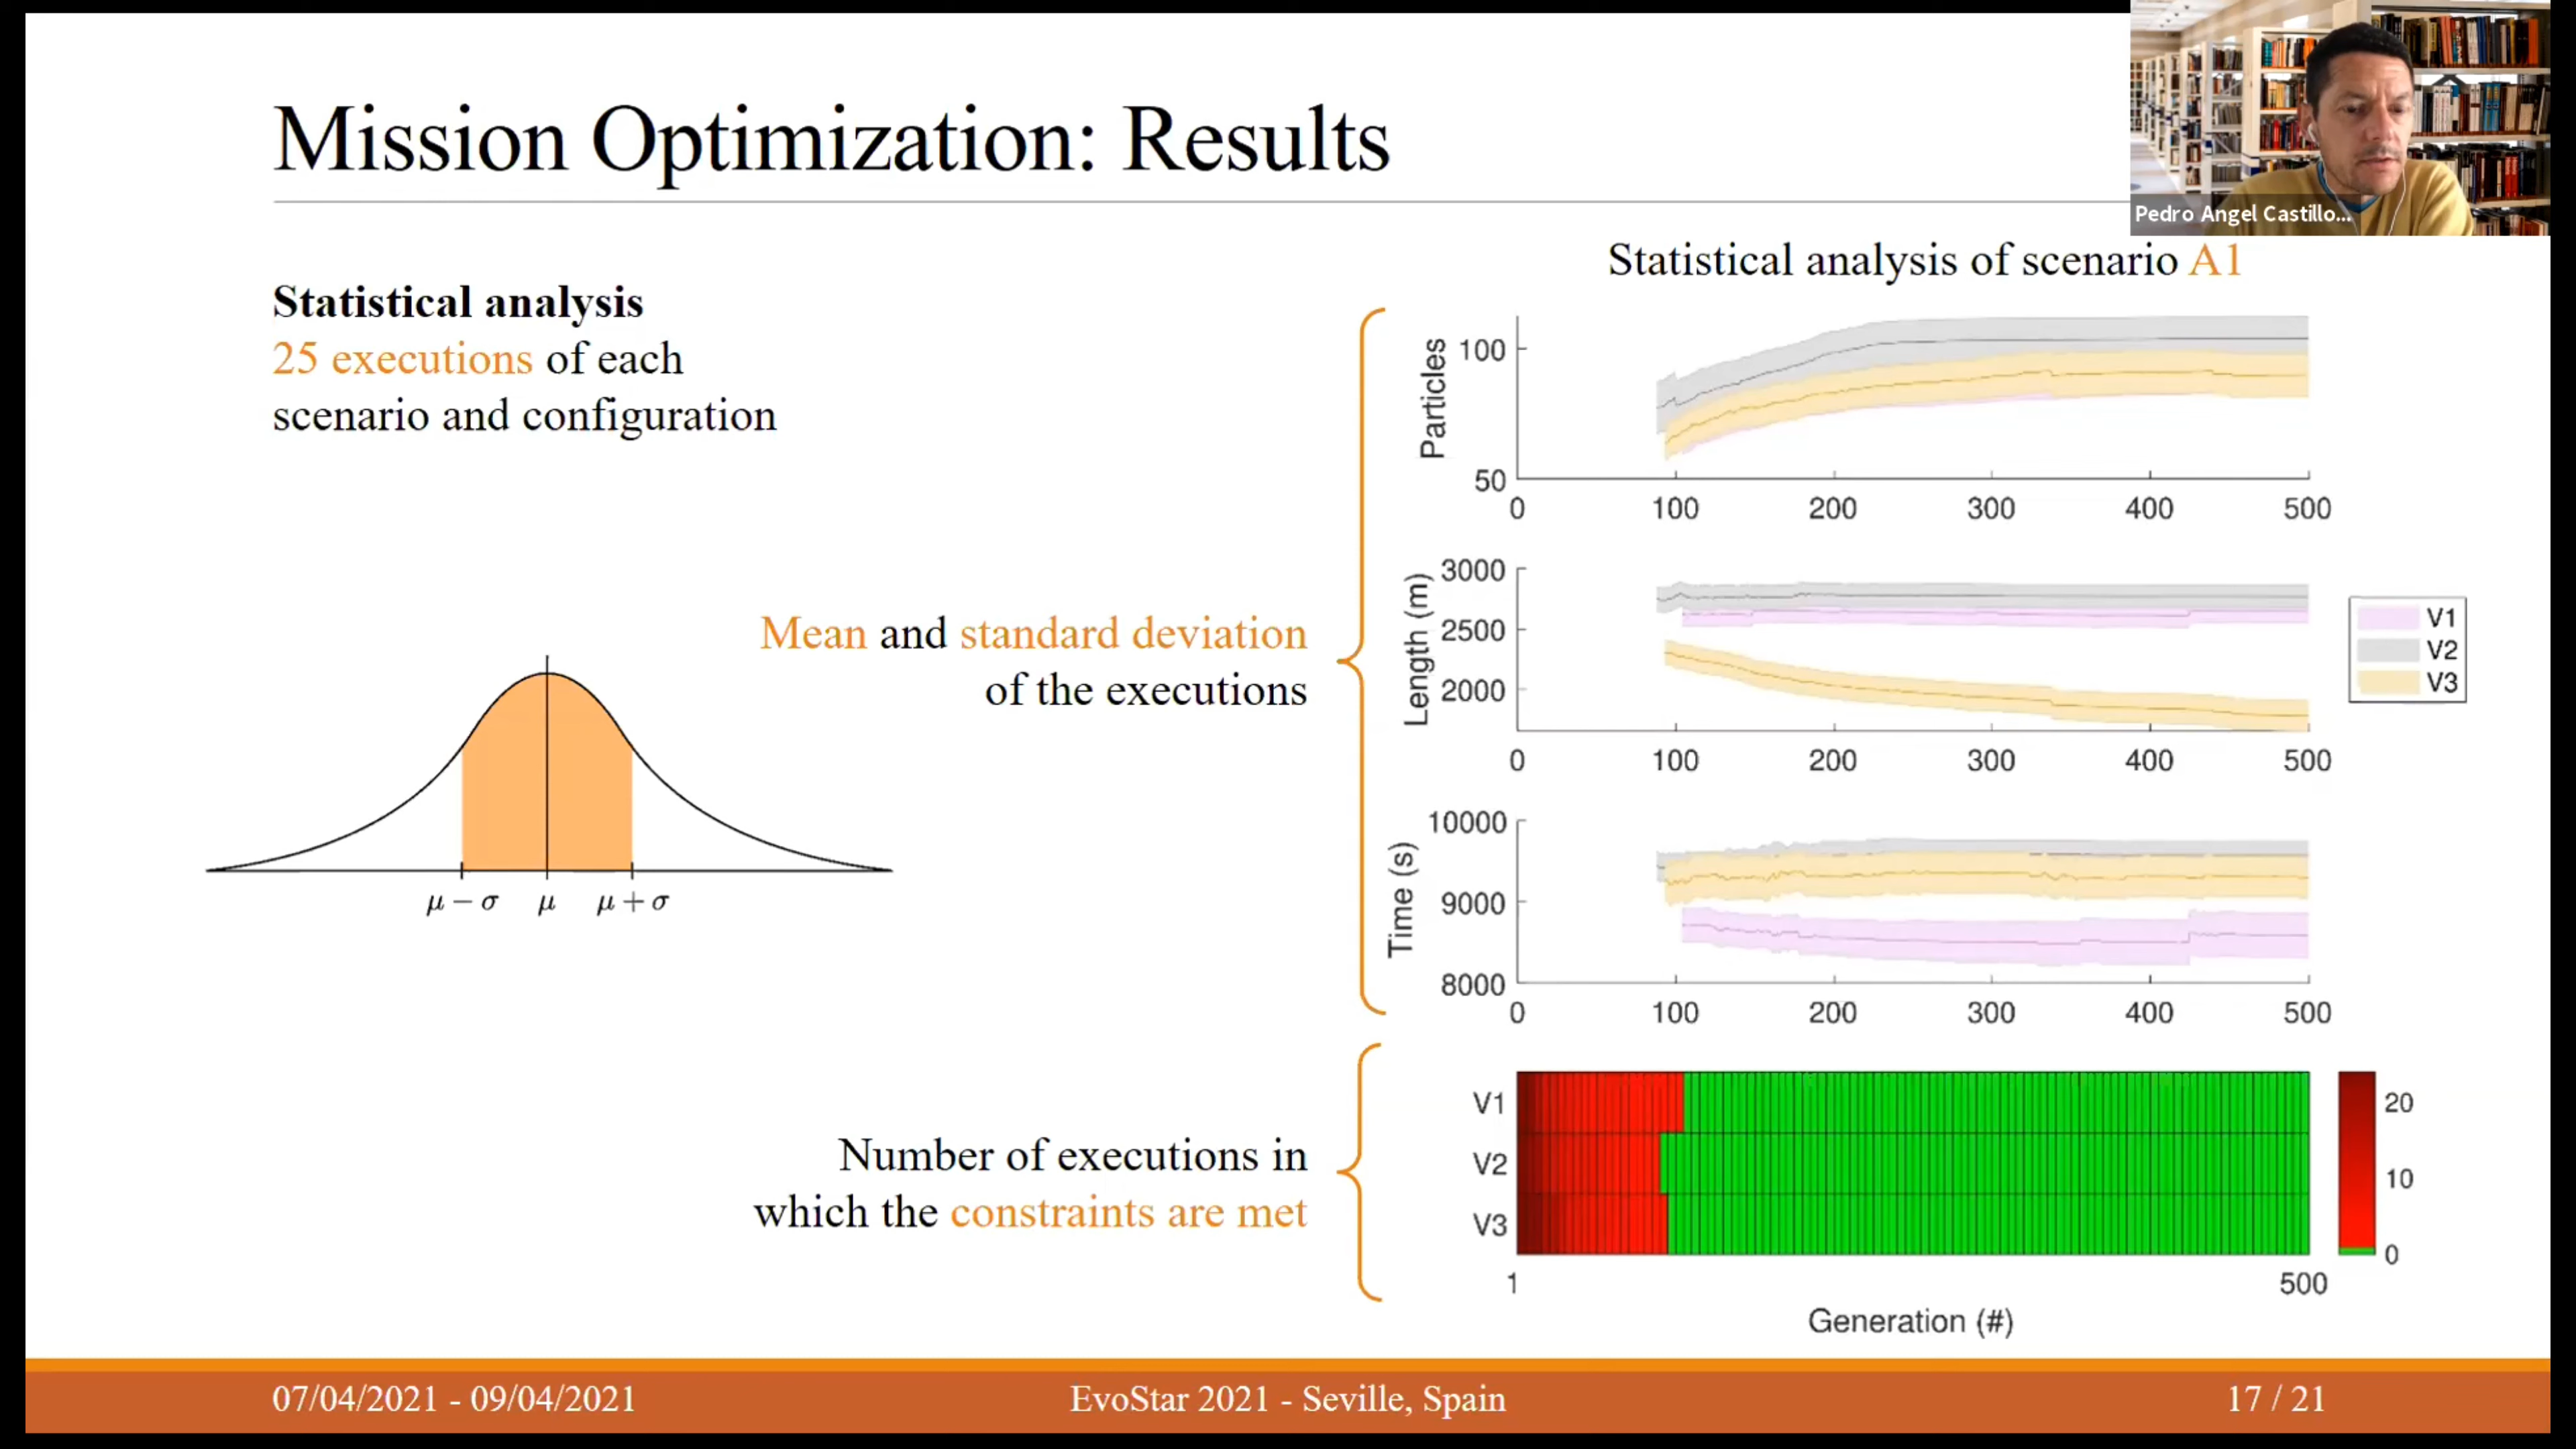 Mission Optimization: Results
Pedro Angel Castillo...
Statistical analysis
25 executions of each
scenario and configuration
Mean and standard deviation
of the executions
μ − σ μ μ + σ
Number of executions in
which the constraints are met
Statistical analysis of scenario A1
Particles
100
50
0 100 200 300 400 500
Length (m)
3000
2500
2000
0 100 200 300 400 500
V1
V2
V3
Time (s)
10000
9000
8000
0 100 200 300 400 500
V1
V2
V3
20
10
0
1 500
Generation (#)
07/04/2021 - 09/04/2021
EvoStar 2021 - Seville, Spain
17 / 21